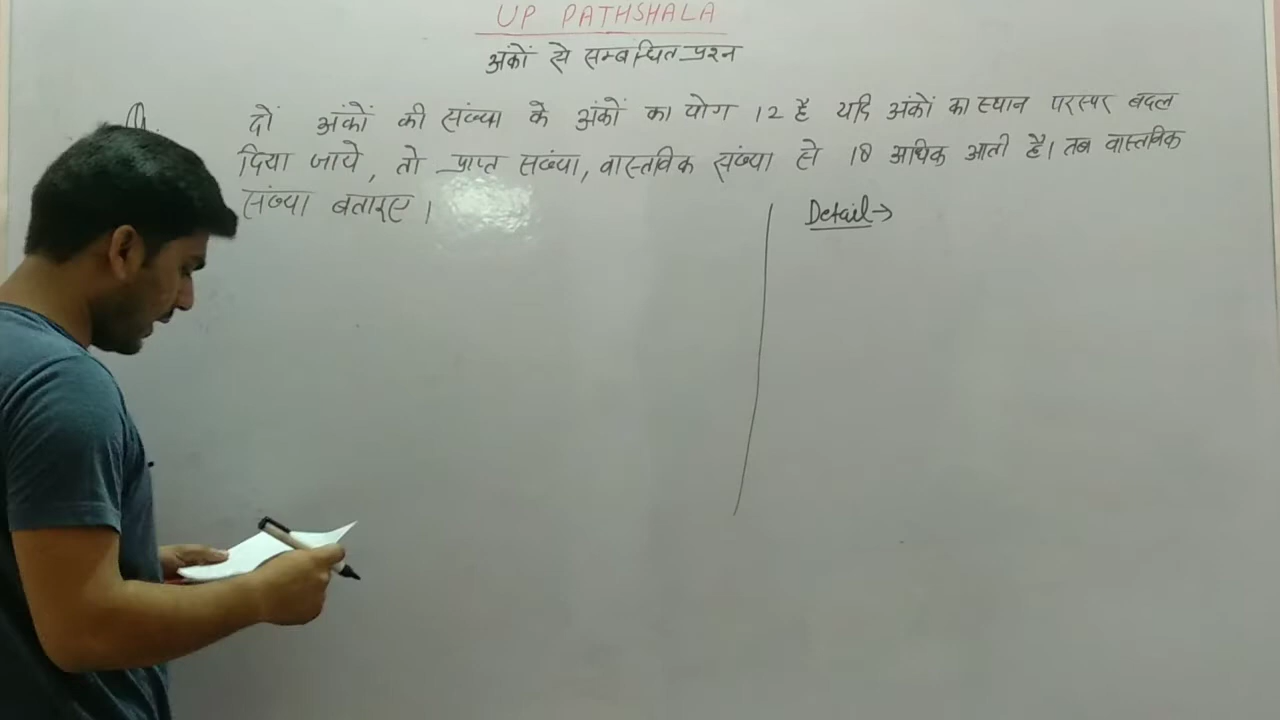 UP PATHSHALA
अंकों से सम्बन्धित प्रश्न
दों अंकों की संख्या के अंकों का योग 12 है यदि अंकों का स्थान परस्पर बदल
दिया जाये, तो प्राप्त संख्या, वास्तविक संख्या से 18 अधिक आती है। तब वास्तविक
संख्या बताइए।
Detail→